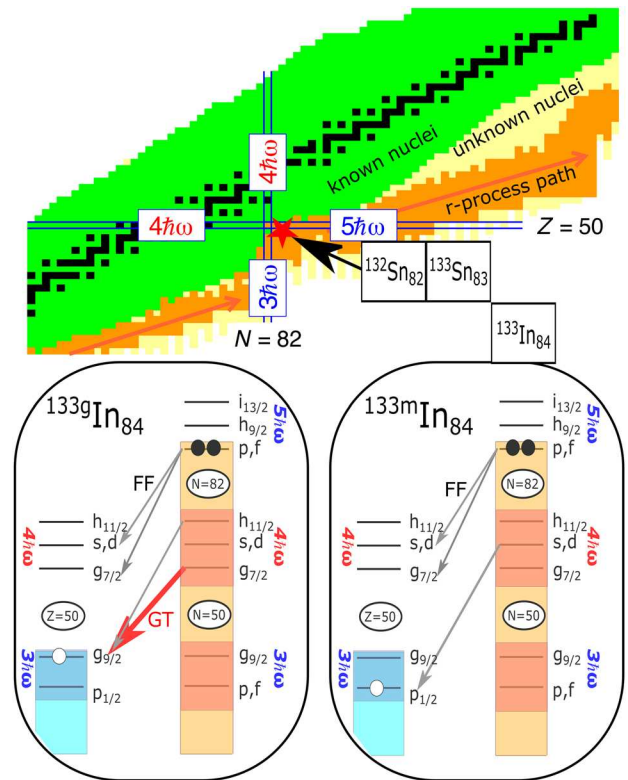 known nuclei
unknown nuclei
r-process path
4ħω
4ħω
5ħω
3ħω
Z = 50
N = 82
¹³²Sn₈₂
¹³³Sn₈₃
¹³³In₈₄
¹³³ᵍIn₈₄
i₁₃/₂
h₉/₂
p,f
5ħω
FF
N=82
h₁₁/₂
s,d
g₇/₂
4ħω
h₁₁/₂
s,d
g₇/₂
4ħω
Z=50
GT
N=50
g₉/₂
p₁/₂
3ħω
g₉/₂
p,f
3ħω
¹³³ᵐIn₈₄
i₁₃/₂
h₉/₂
p,f
5ħω
FF
N=82
h₁₁/₂
s,d
g₇/₂
4ħω
h₁₁/₂
s,d
g₇/₂
4ħω
Z=50
N=50
g₉/₂
p₁/₂
3ħω
g₉/₂
p,f
3ħω